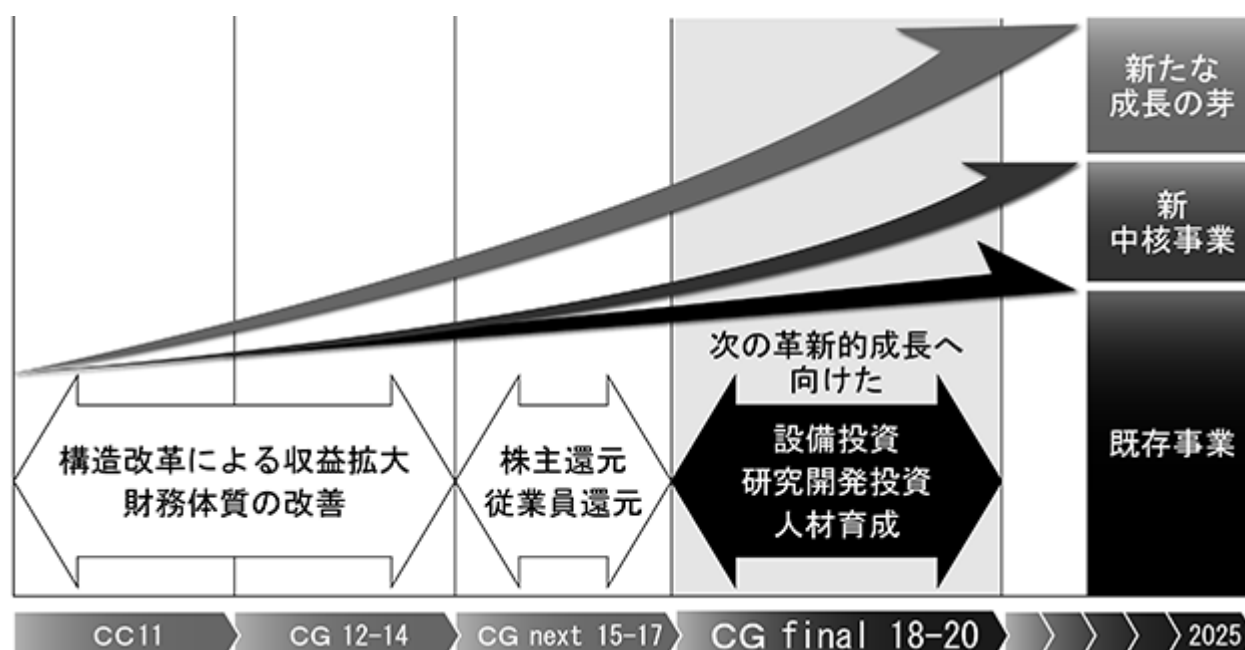 新たな
成長の芽
新
中核事業
既存事業
次の革新的成長へ
向けた
設備投資
研究開発投資
人材育成
株主還元
従業員還元
構造改革による収益拡大
財務体質の改善
CC11
CG 12-14
CG next 15-17
CG final 18-20
2025